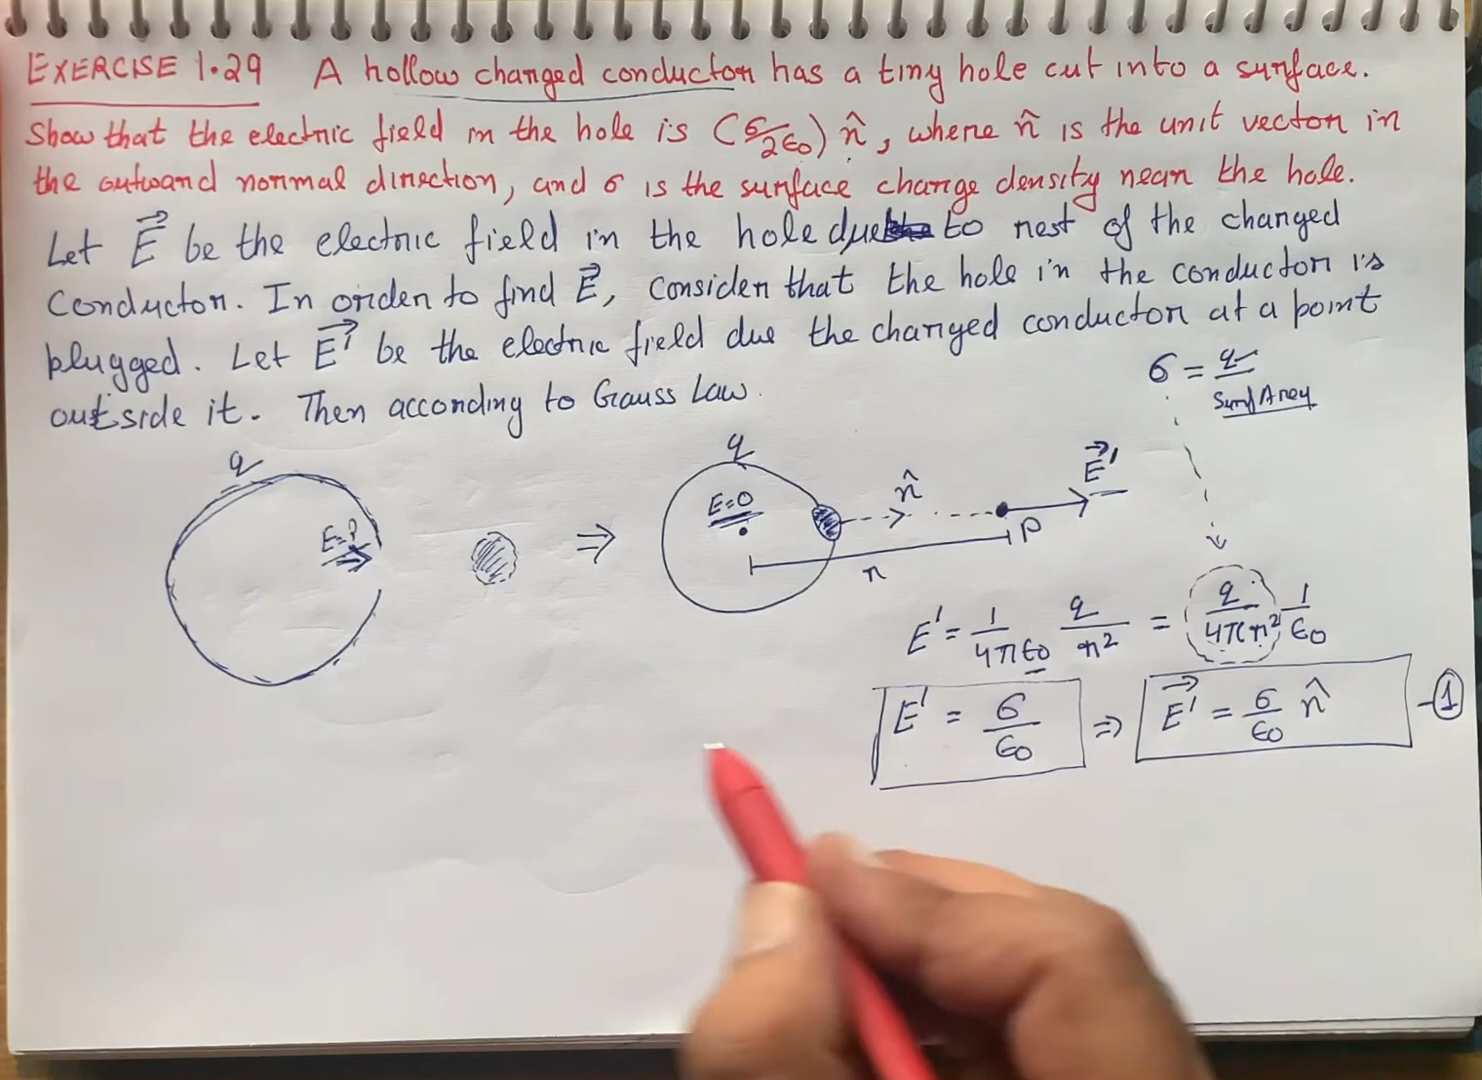 EXERCISE 1.29 A hollow charged conductor has a tiny hole cut into a surface.
Show that the electric field in the hole is (σ/2ϵ0) n̂, where n̂ is the unit vector in
the outward normal direction, and σ is the surface charge density near the hole.
Let E⃗ be the electric field in the hole due to rest of the charged
Conductor. In order to find E⃗, Consider that the hole in the conductor is
plugged. Let E⃗' be the electric field due the charged conductor at a point
outside it. Then according to Gauss Law.
σ = q/Surf Area
q
E=?
⇒
q
E=0
n̂
E⃗'
P
r
E' = 1/4πϵ0 q/r² = q/4πr² 1/ϵ0
E' = σ/ϵ0 ⇒ E⃗' = σ/ϵ0 n̂ -①